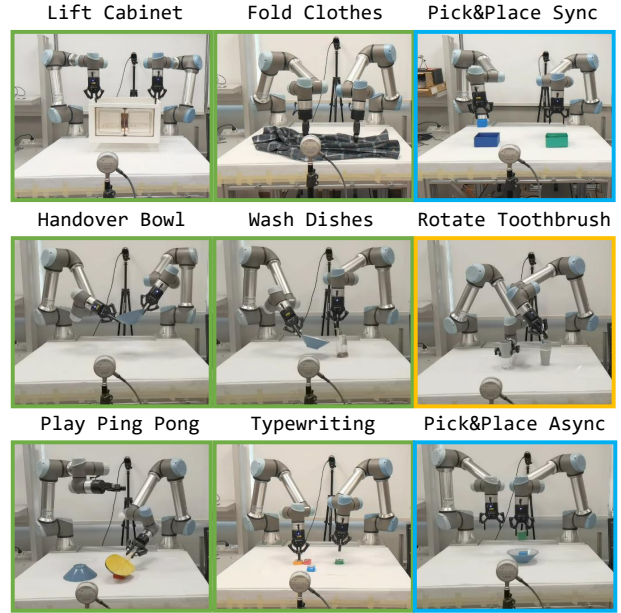 Lift Cabinet Fold Clothes Pick&Place Sync
Handover Bowl Wash Dishes Rotate Toothbrush
Play Ping Pong Typewriting Pick&Place Async